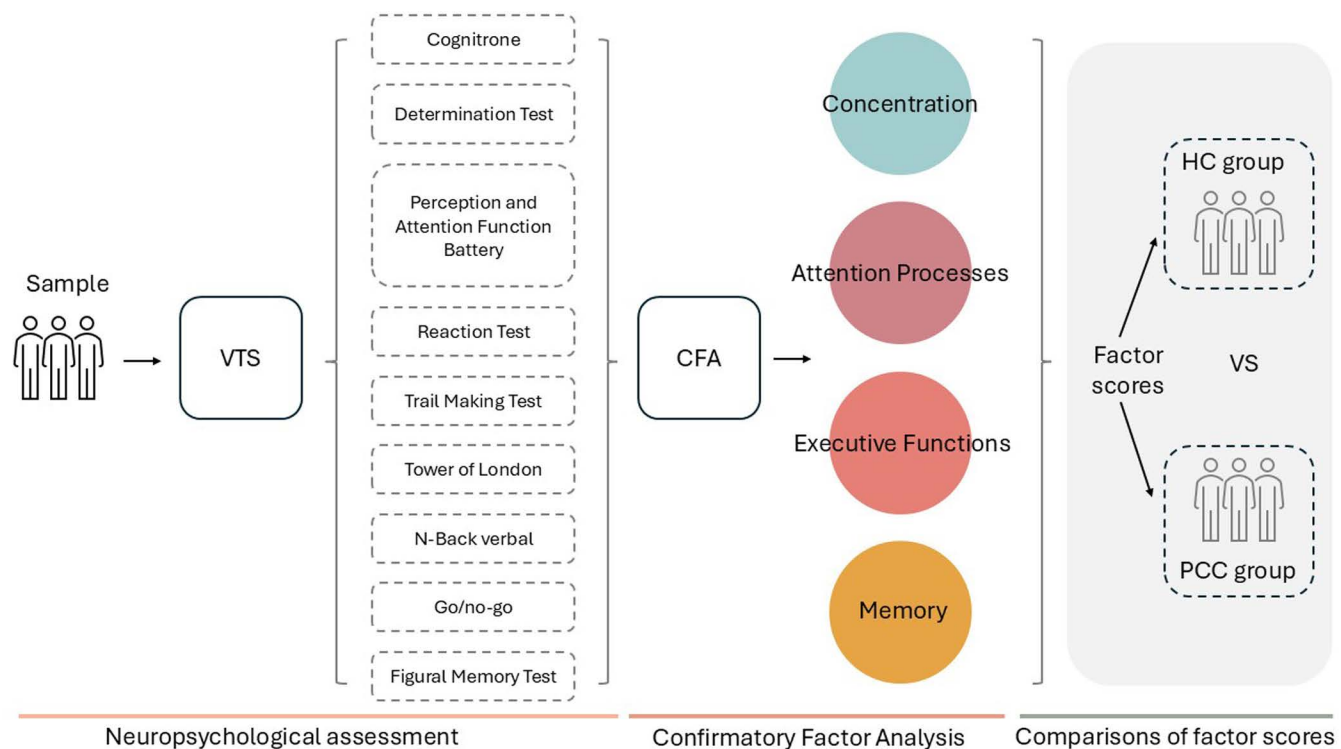 Sample
VTS
Cognitrone
Determination Test
Perception and
Attention Function
Battery
Reaction Test
Trail Making Test
Tower of London
N-Back verbal
Go/no-go
Figural Memory Test
CFA
Concentration
Attention Processes
Executive Functions
Memory
Factor
scores
HC group
VS
PCC group
Neuropsychological assessment
Confirmatory Factor Analysis
Comparisons of factor scores